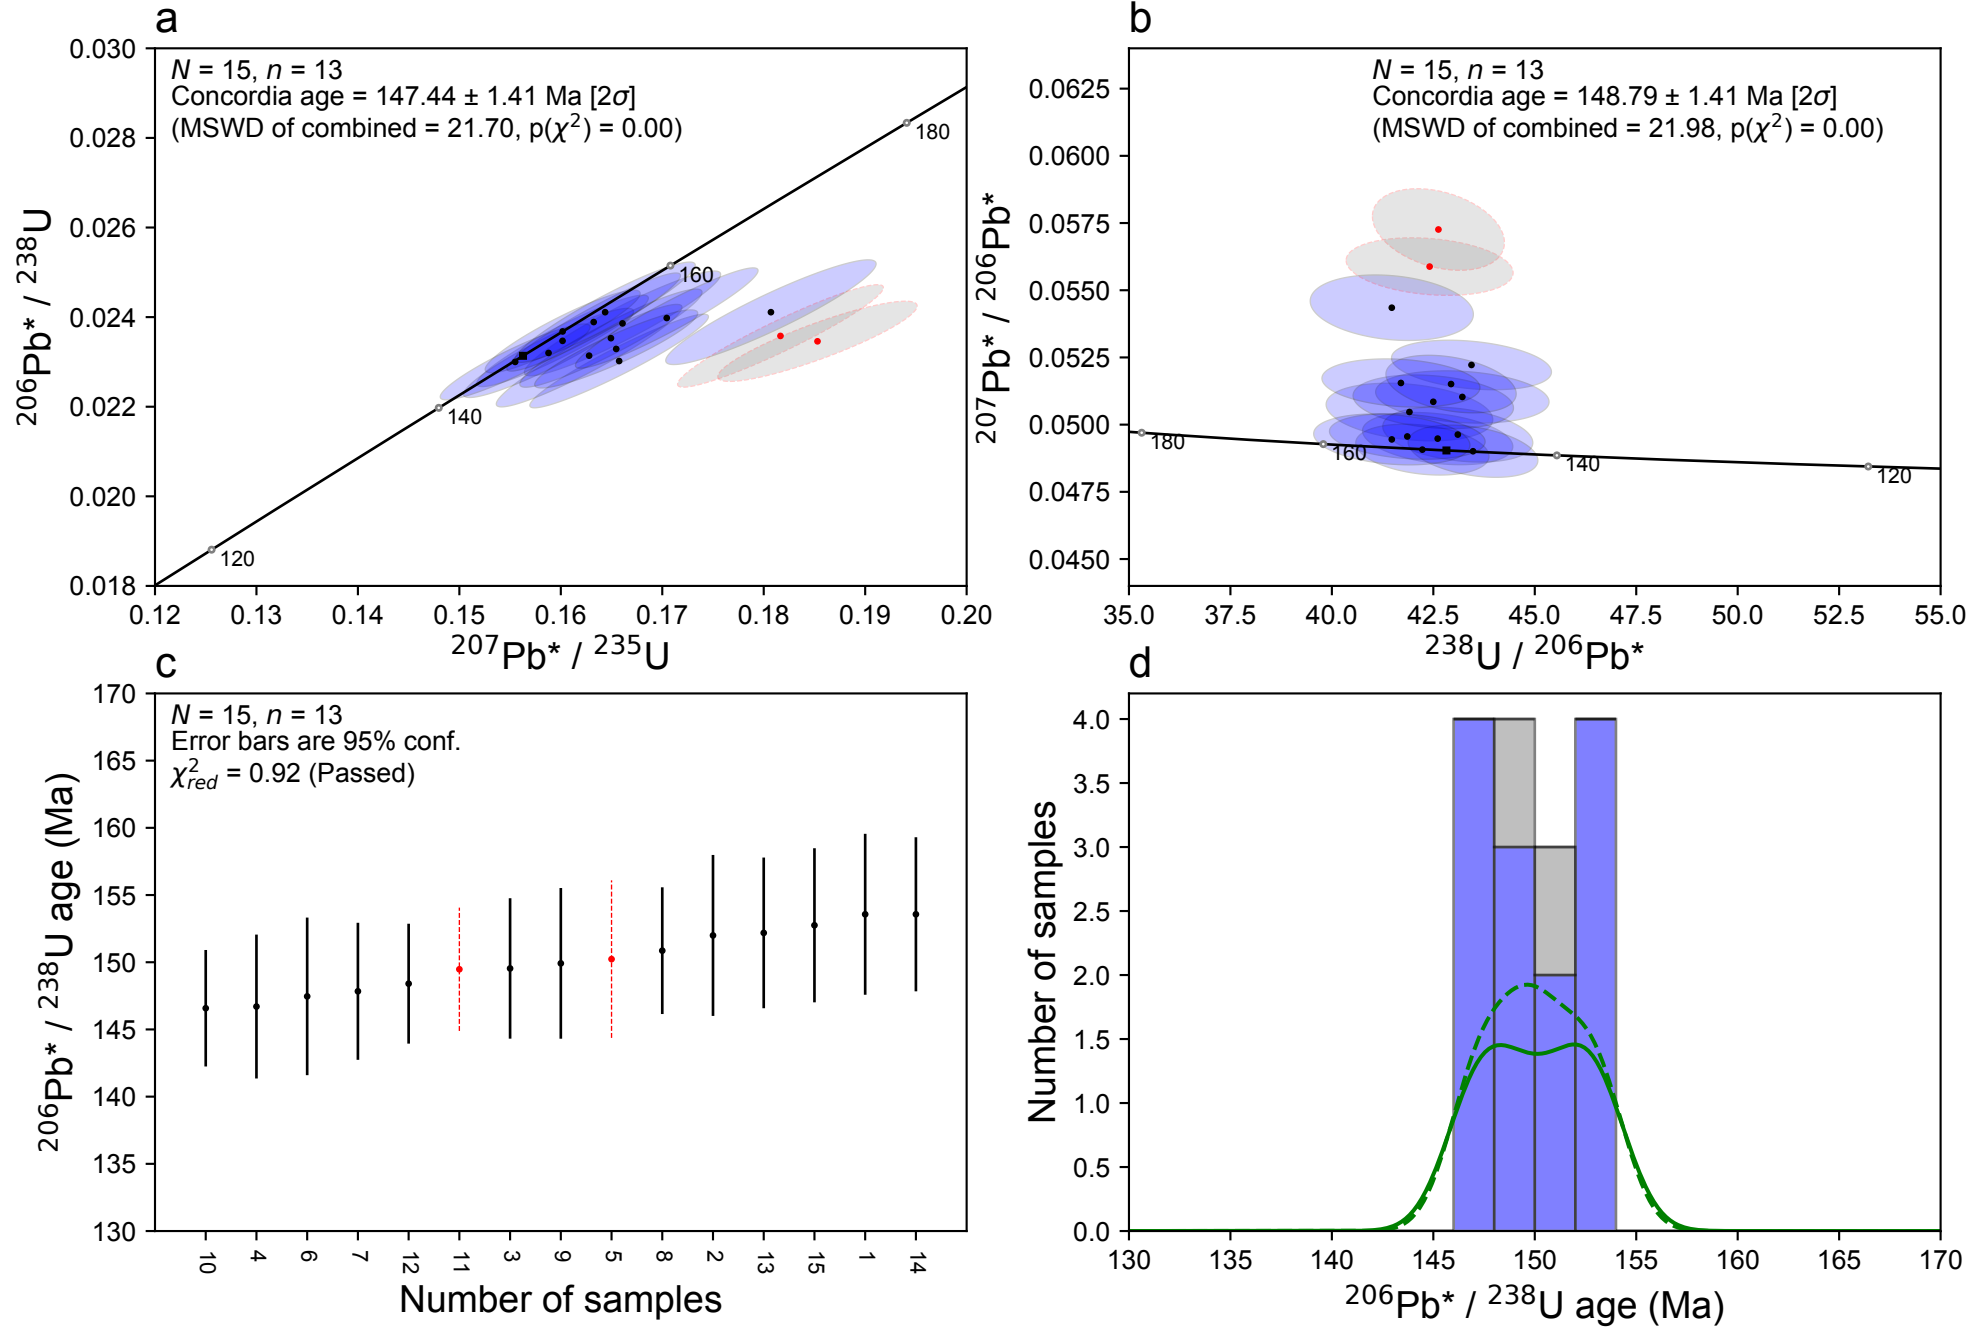 a
N = 15, n = 13
Concordia age = 147.44 ± 1.41 Ma [2σ]
(MSWD of combined = 21.70, p(χ²) = 0.00)
0.030
0.028
0.026
0.024
0.022
0.020
0.018
²⁰⁶Pb* / ²³⁸U
180
160
140
120
0.12 0.13 0.14 0.15 0.16 0.17 0.18 0.19 0.20
²⁰⁷Pb* / ²³⁵U
b
N = 15, n = 13
Concordia age = 148.79 ± 1.41 Ma [2σ]
(MSWD of combined = 21.98, p(χ²) = 0.00)
0.0625
0.0600
0.0575
0.0550
0.0525
0.0500
0.0475
0.0450
²⁰⁷Pb* / ²⁰⁶Pb*
180 160 140 120
35.0 37.5 40.0 42.5 45.0 47.5 50.0 52.5 55.0
²³⁸U / ²⁰⁶Pb*
c
N = 15, n = 13
Error bars are 95% conf.
χ²red = 0.92 (Passed)
170
165
160
155
150
145
140
135
130
²⁰⁶Pb* / ²³⁸U age (Ma)
10 4 6 7 12 11 3 9 5 8 2 13 15 1 14
Number of samples
d
4.0
3.5
3.0
2.5
2.0
1.5
1.0
0.5
0.0
Number of samples
130 135 140 145 150 155 160 165 170
²⁰⁶Pb* / ²³⁸U age (Ma)